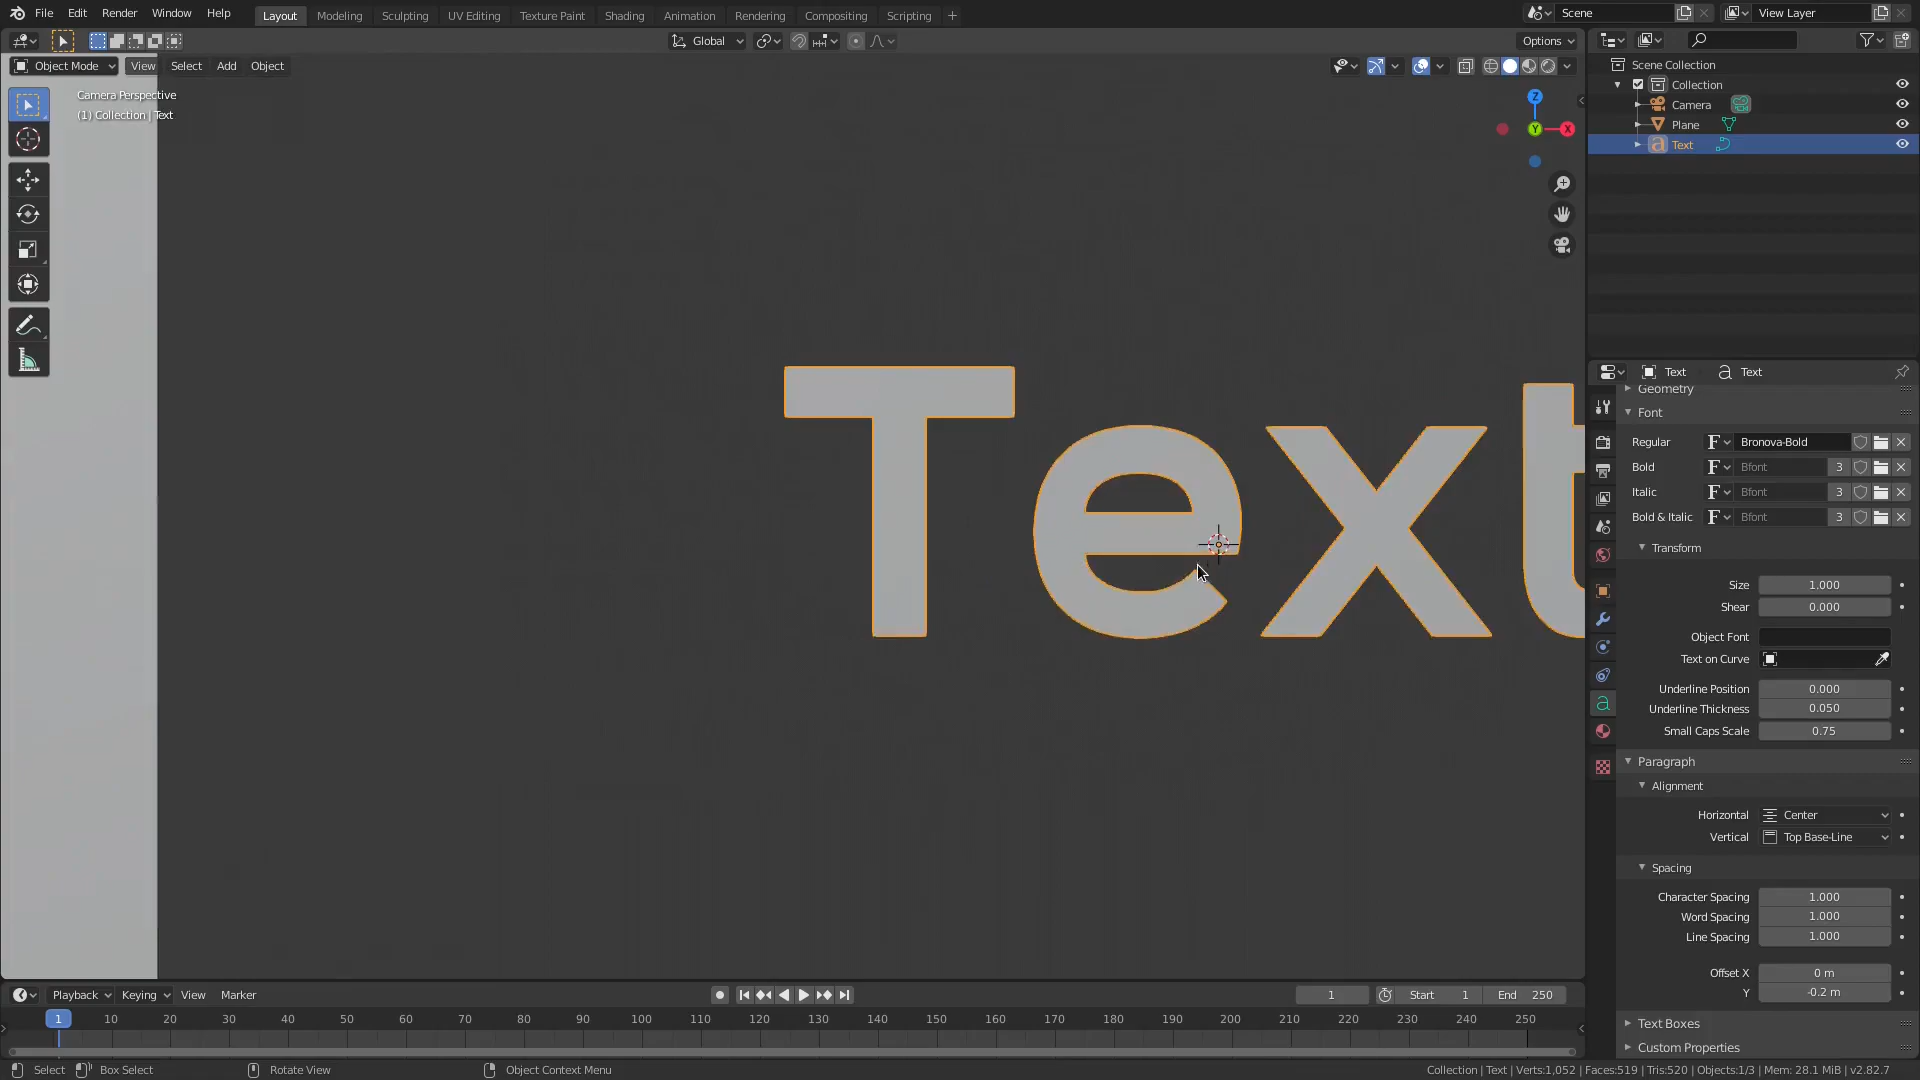 File Edit Render Window Help Layout Modeling Sculpting UV Editing Texture Paint Shading Animation Rendering Compositing Scripting + Scene View Layer
Global Options
Object Mode View Select Add Object
Camera Perspective
(1) Collection | Text
Z
Y X
Text
Scene Collection
Collection
Camera
Plane
a Text
Text a Text
Geometry
Font
Regular F Bronova-Bold
Bold F Bfont 3
Italic F Bfont 3
Bold & Italic F Bfont 3
Transform
Size 1.000
Shear 0.000
Object Font
Text on Curve
Underline Position 0.000
Underline Thickness 0.050
Small Caps Scale 0.75
Paragraph
Alignment
Horizontal Center
Vertical Top Base-Line
Spacing
Character Spacing 1.000
Word Spacing 1.000
Line Spacing 1.000
Offset X 0 m
Y -0.2 m
Text Boxes
Custom Properties
Playback Keying View Marker 1 Start 1 End 250
1 10 20 30 40 50 60 70 80 90 100 110 120 130 140 150 160 170 180 190 200 210 220 230 240 250
Select Box Select Rotate View Object Context Menu Collection | Text | Verts:1,052 | Faces:519 | Tris:520 | Objects:1/3 | Mem: 28.1 MiB | v2.82.7